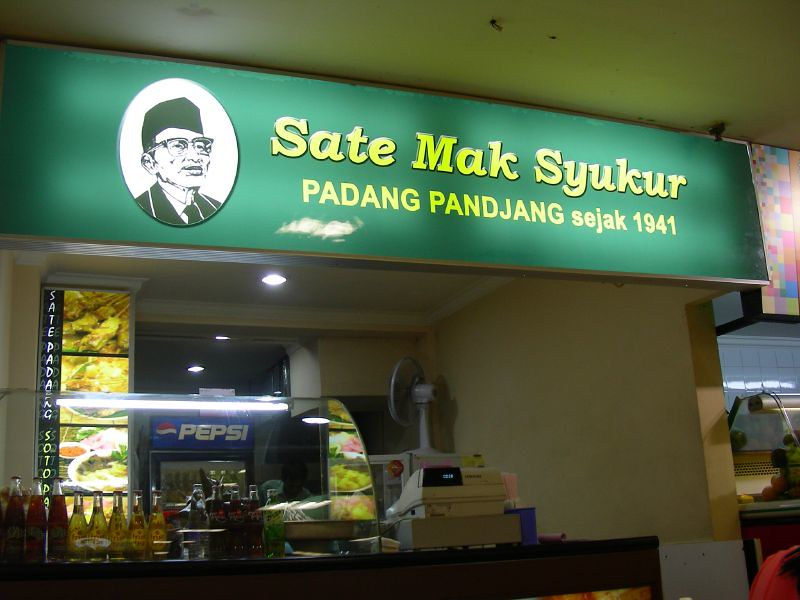 Sate Mak Syukur
PADANG PANDJANG sejak 1941
SATE PADANG SOTO PA
PEPSI